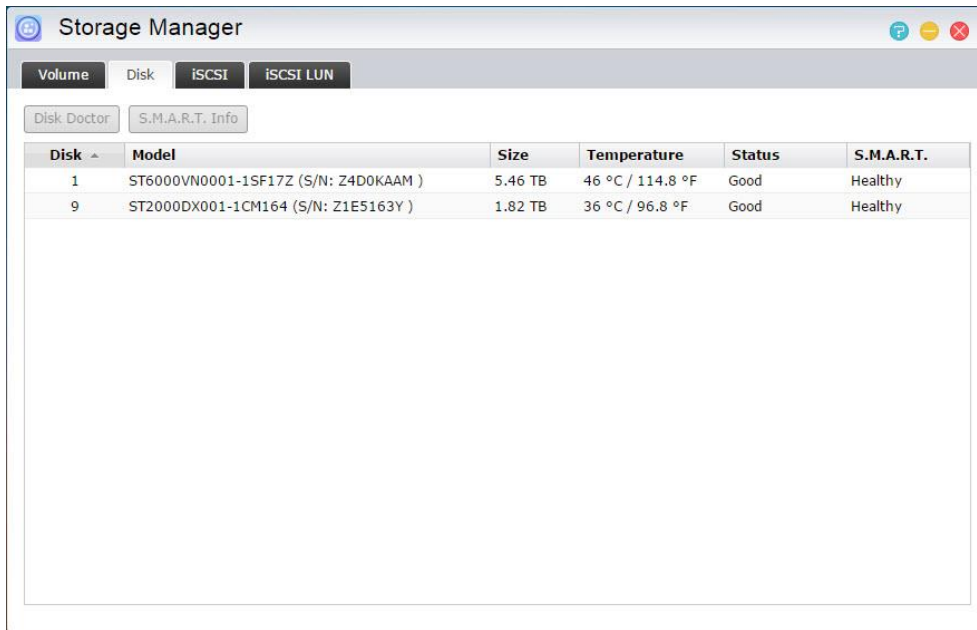 Storage Manager
Volume Disk iSCSI iSCSI LUN
Disk Doctor S.M.A.R.T. Info
Disk Model Size Temperature Status S.M.A.R.T.
1 ST6000VN0001-1SF17Z (S/N: Z4D0KAAM ) 5.46 TB 46 °C / 114.8 °F Good Healthy
9 ST2000DX001-1CM164 (S/N: Z1E5163Y ) 1.82 TB 36 °C / 96.8 °F Good Healthy